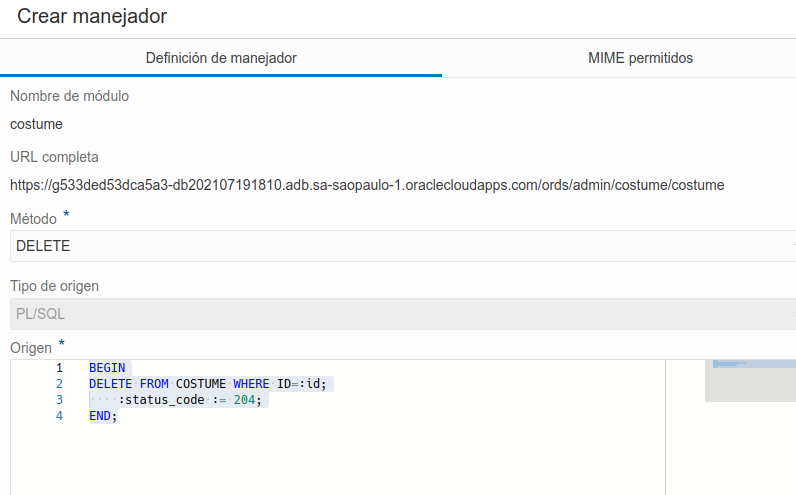 Crear manejador
Definición de manejador MIME permitidos
Nombre de módulo
costume
URL completa
https://g533ded53dca5a3-db202107191810.adb.sa-saopaulo-1.oraclecloudapps.com/ords/admin/costume/costume
Método *
DELETE
Tipo de origen
PL/SQL
Origen *
1 BEGIN
2 DELETE FROM COSTUME WHERE ID=:id;
3 :status_code := 204;
4 END;